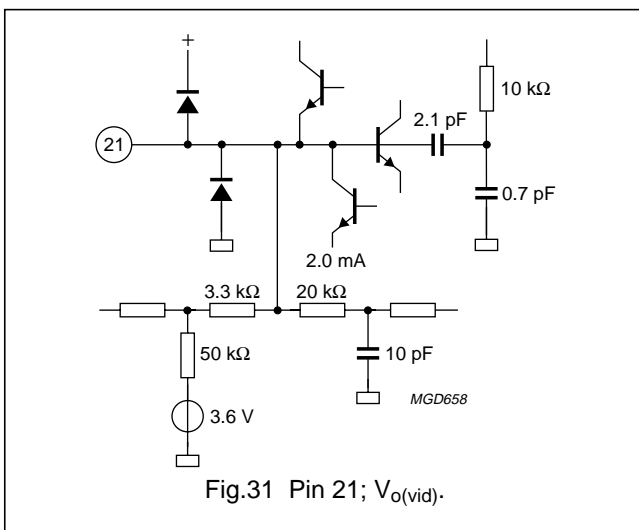 +
10 kΩ
2.1 pF
21
0.7 pF
2.0 mA
3.3 kΩ
20 kΩ
50 kΩ
10 pF
MGD658
3.6 V
Fig.31 Pin 21; Vo(vid).